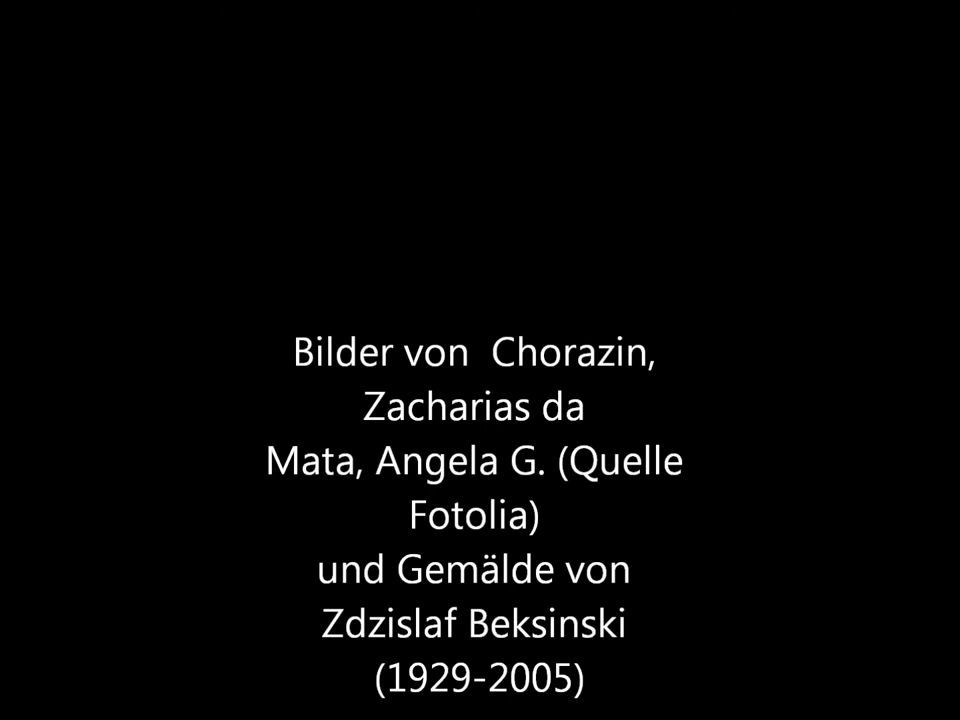 Bilder von  Chorazin,
Zacharias da
Mata, Angela G. (Quelle
Fotolia)
und Gemälde von
Zdzislaf Beksinski
(1929-2005)